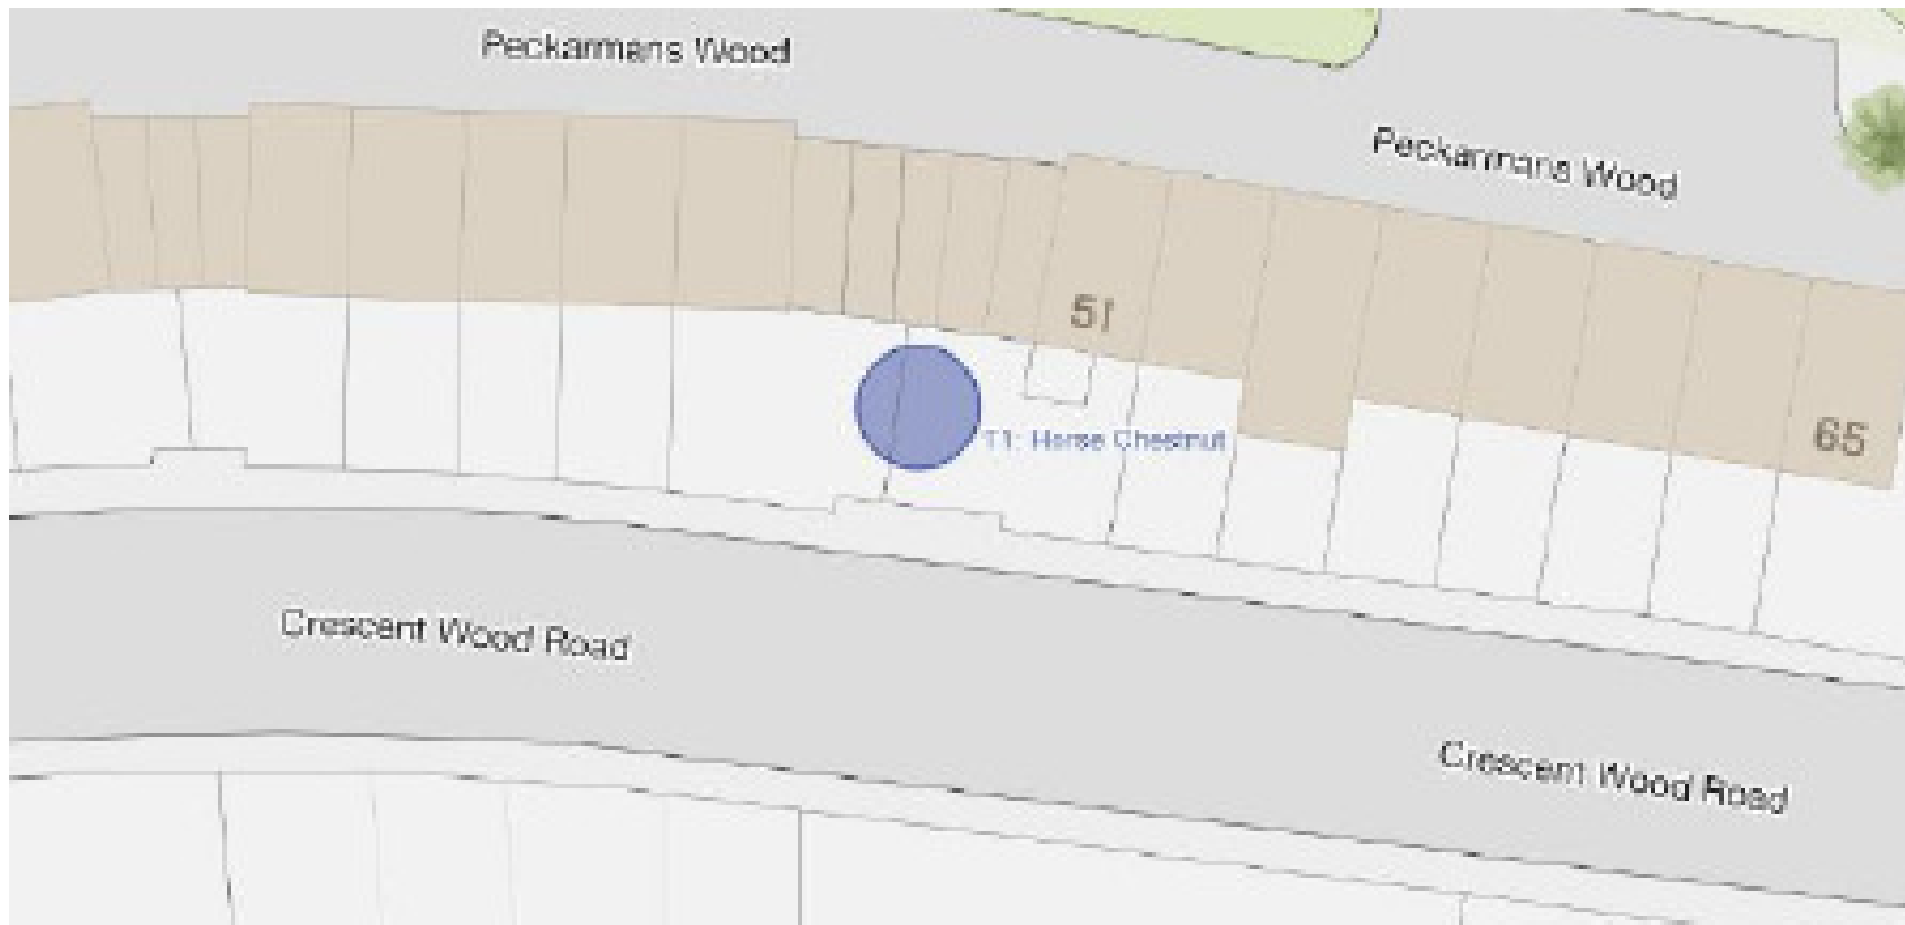 Peckarmans Wood
Peckarmans Wood
51
T1: Horse Chestnut
65
Crescent Wood Road
Crescent Wood Road